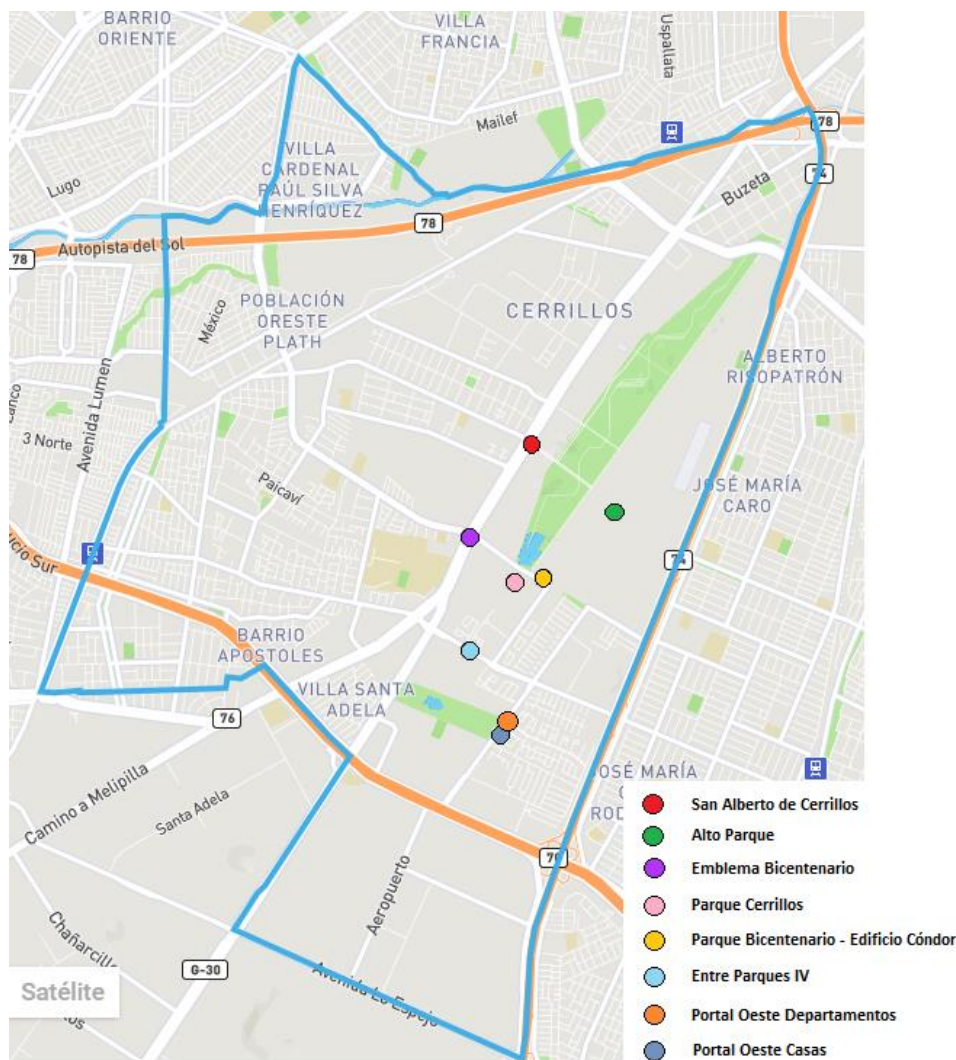 BARRIO
ORIENTE
VILLA
FRANCIA
Uspallata
Mailef
78
VILLA
CARDENAL
RAÚL SILVA
HENRÍQUEZ
74
Buzeta
Lugo
78
Autopista del Sol
78
México
POBLACIÓN
ORESTE
PLATH
CERRILLOS
ALBERTO
RISOPATRÓN
Avenida Lumen
3 Norte
Paicaví
JOSÉ MARÍA
CARO
74
Sur
BARRIO
APOSTOLES
VILLA SANTA
ADELA
76
Camino a Melipilla
JOSÉ MARÍA
Santa Adela
San Alberto de Cerrillos
Alto Parque
70
Aeropuerto
Emblema Bicentenario
Parque Cerrillos
Chañarcillo
Parque Bicentenario - Edificio Cóndor
G-30
Avenida Lo Espejo
Entre Parques IV
Satélite
Portal Oeste Departamentos
Portal Oeste Casas